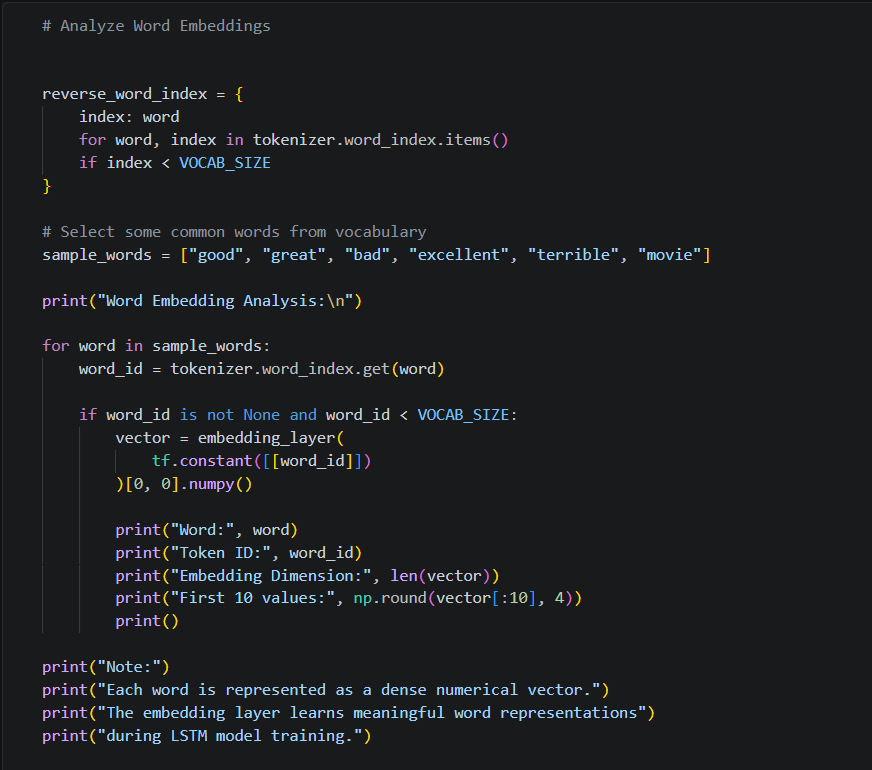 # Analyze Word Embeddings
reverse_word_index = {
    index: word
    for word, index in tokenizer.word_index.items()
    if index < VOCAB_SIZE
}
# Select some common words from vocabulary
sample_words = ["good", "great", "bad", "excellent", "terrible", "movie"]
print("Word Embedding Analysis:\n")
for word in sample_words:
    word_id = tokenizer.word_index.get(word)
    if word_id is not None and word_id < VOCAB_SIZE:
        vector = embedding_layer(
            tf.constant([[word_id]])
        )[0, 0].numpy()
        print("Word:", word)
        print("Token ID:", word_id)
        print("Embedding Dimension:", len(vector))
        print("First 10 values:", np.round(vector[:10], 4))
        print()
print("Note:")
print("Each word is represented as a dense numerical vector.")
print("The embedding layer learns meaningful word representations")
print("during LSTM model training.")